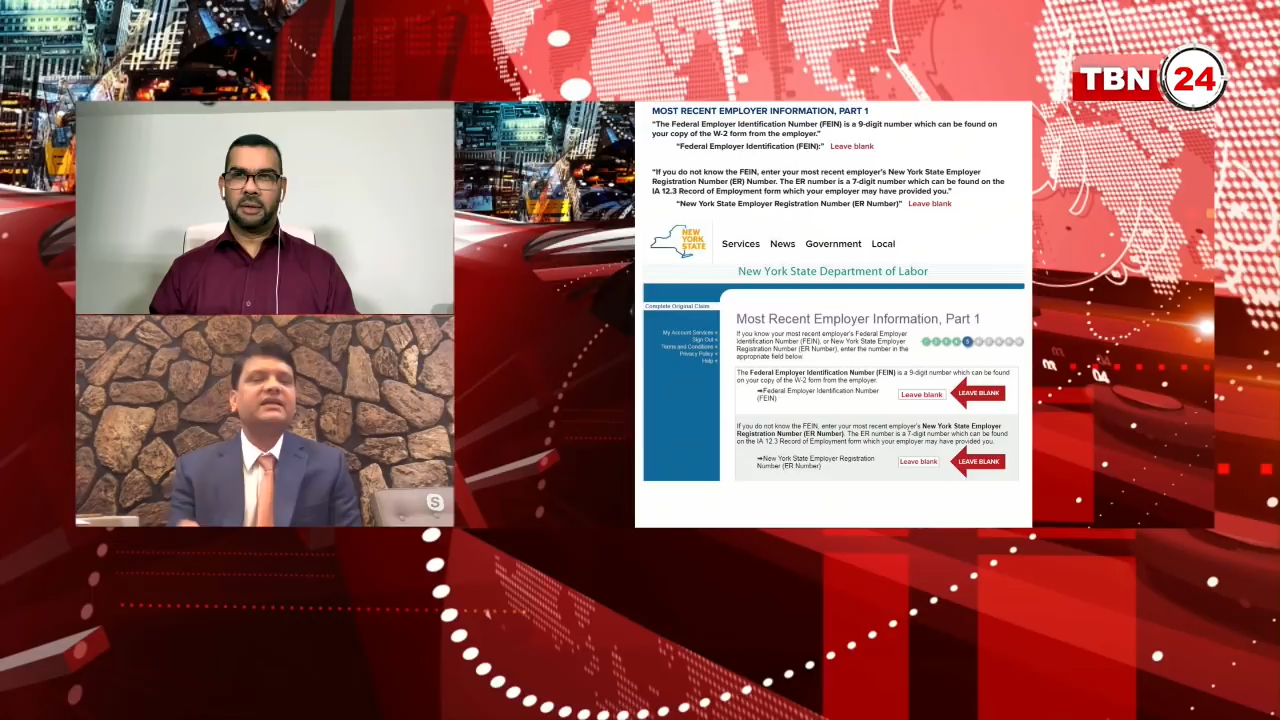 TBN 24
MOST RECENT EMPLOYER INFORMATION, PART 1
“The Federal Employer Identification Number (FEIN) is a 9-digit number which can be found on
your copy of the W-2 form from the employer.”
“Federal Employer Identification (FEIN):” Leave blank
“If you do not know the FEIN, enter your most recent employer's New York State Employer
Registration Number (ER) Number. The ER number is a 7-digit number which can be found on the
IA 12.3 Record of Employment form which your employer may have provided you.”
“New York State Employer Registration Number (ER Number)” Leave blank
NEW
YORK
STATE
Services News Government Local
New York State Department of Labor
Complete Original Claim
My Account Services
Sign Out
Terms and Conditions
Privacy Policy
Help
Most Recent Employer Information, Part 1
If you know your most recent employer's Federal Employer
Identification Number (FEIN), or New York State Employer
Registration Number (ER Number), enter the number in the
appropriate field below.
5
The Federal Employer Identification Number (FEIN) is a 9-digit number which can be found
on your copy of the W-2 form from the employer.
➡Federal Employer Identification Number
(FEIN)
Leave blank
LEAVE BLANK
If you do not know the FEIN, enter your most recent employer's New York State Employer
Registration Number (ER Number). The ER number is a 7-digit number which can be found
on the IA 12.3 Record of Employment form which your employer may have provided you.
➡New York State Employer Registration
Number (ER Number)
Leave blank
LEAVE BLANK